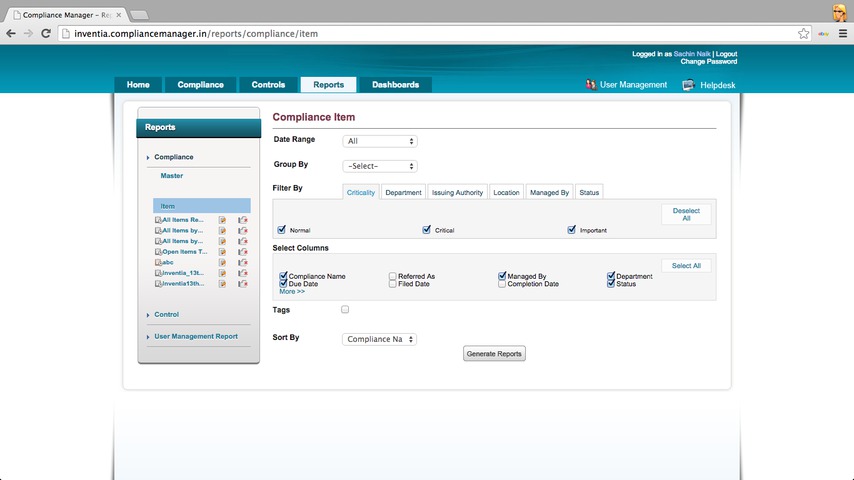 Compliance Manager – Re
inventia.compliancemanager.in/reports/compliance/item
ebay
Logged in as Sachin Naik | Logout
Change Password
Home Compliance Controls Reports Dashboards User Management Helpdesk
Reports
Compliance
Master
Item
All Items Re...
All Items by...
All Items by...
Open Items T...
abc
Inventia_13t...
Inventia13th...
Control
User Management Report
Compliance Item
Date Range All
Group By -Select-
Filter By Criticality Department Issuing Authority Location Managed By Status
Deselect All
Normal Critical Important
Select Columns
Select All
Compliance Name Referred As Managed By Department
Due Date Filed Date Completion Date Status
More >>
Tags
Sort By Compliance Na
Generate Reports